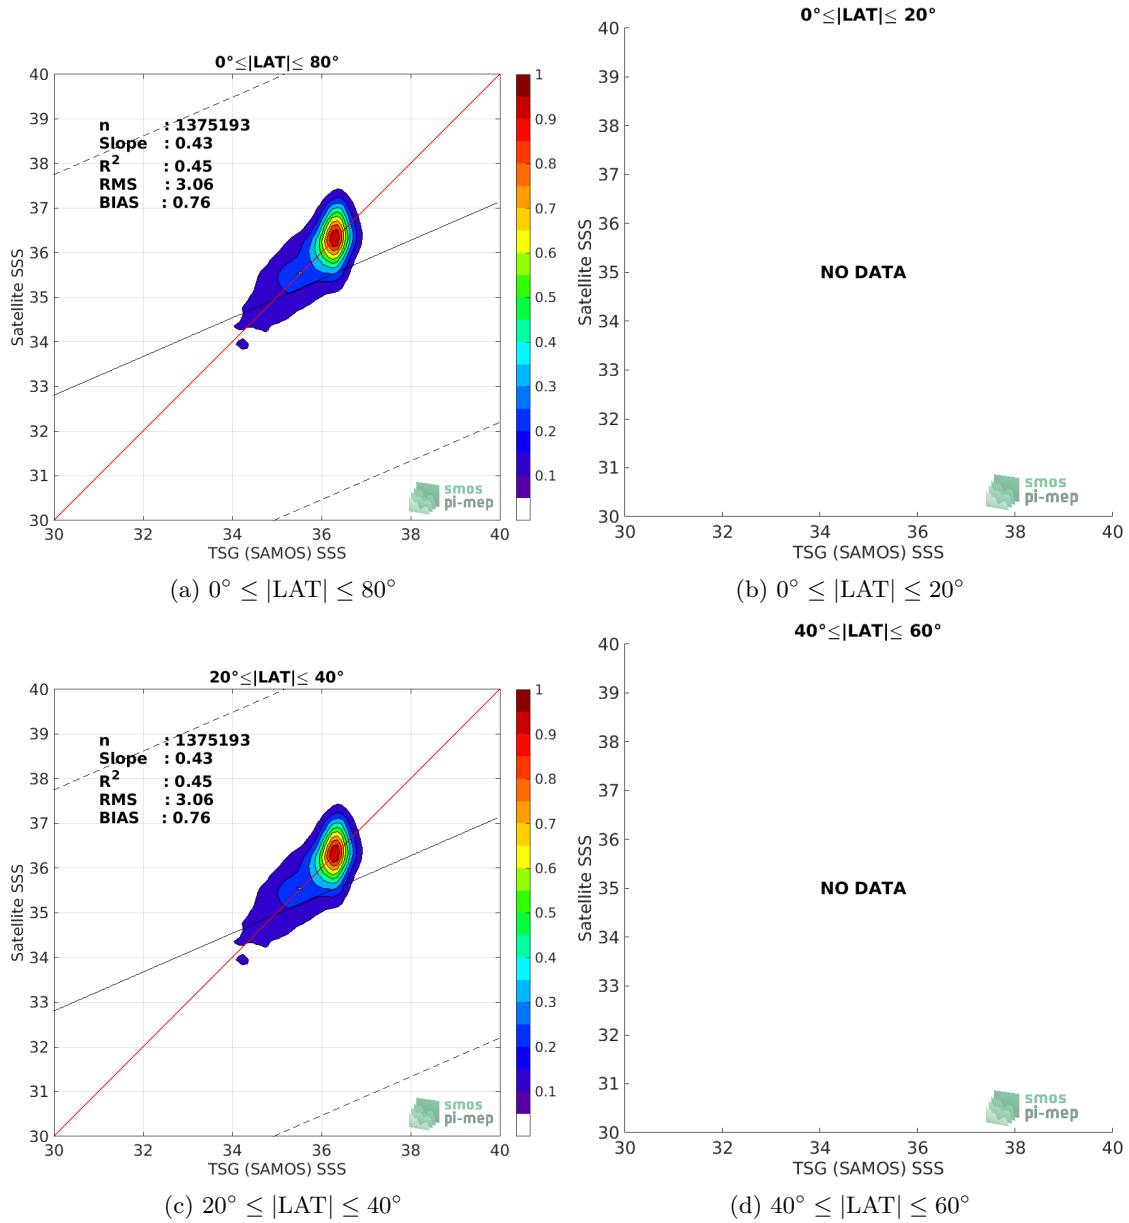 0°≤|LAT|≤ 80°
40
39
38
37
36
35
34
33
32
31
30
Satellite SSS
n : 1375193
Slope : 0.43
R² : 0.45
RMS : 3.06
BIAS : 0.76
1
0.9
0.8
0.7
0.6
0.5
0.4
0.3
0.2
0.1
smos
pi-mep
30 32 34 36 38 40
TSG (SAMOS) SSS
(a) 0° ≤ |LAT| ≤ 80°
0°≤|LAT|≤ 20°
40
39
38
37
36
35
34
33
32
31
30
Satellite SSS
NO DATA
smos
pi-mep
30 32 34 36 38 40
TSG (SAMOS) SSS
(b) 0° ≤ |LAT| ≤ 20°
20°≤|LAT|≤ 40°
40
39
38
37
36
35
34
33
32
31
30
Satellite SSS
n : 1375193
Slope : 0.43
R² : 0.45
RMS : 3.06
BIAS : 0.76
1
0.9
0.8
0.7
0.6
0.5
0.4
0.3
0.2
0.1
smos
pi-mep
30 32 34 36 38 40
TSG (SAMOS) SSS
(c) 20° ≤ |LAT| ≤ 40°
40°≤|LAT|≤ 60°
40
39
38
37
36
35
34
33
32
31
30
Satellite SSS
NO DATA
smos
pi-mep
30 32 34 36 38 40
TSG (SAMOS) SSS
(d) 40° ≤ |LAT| ≤ 60°